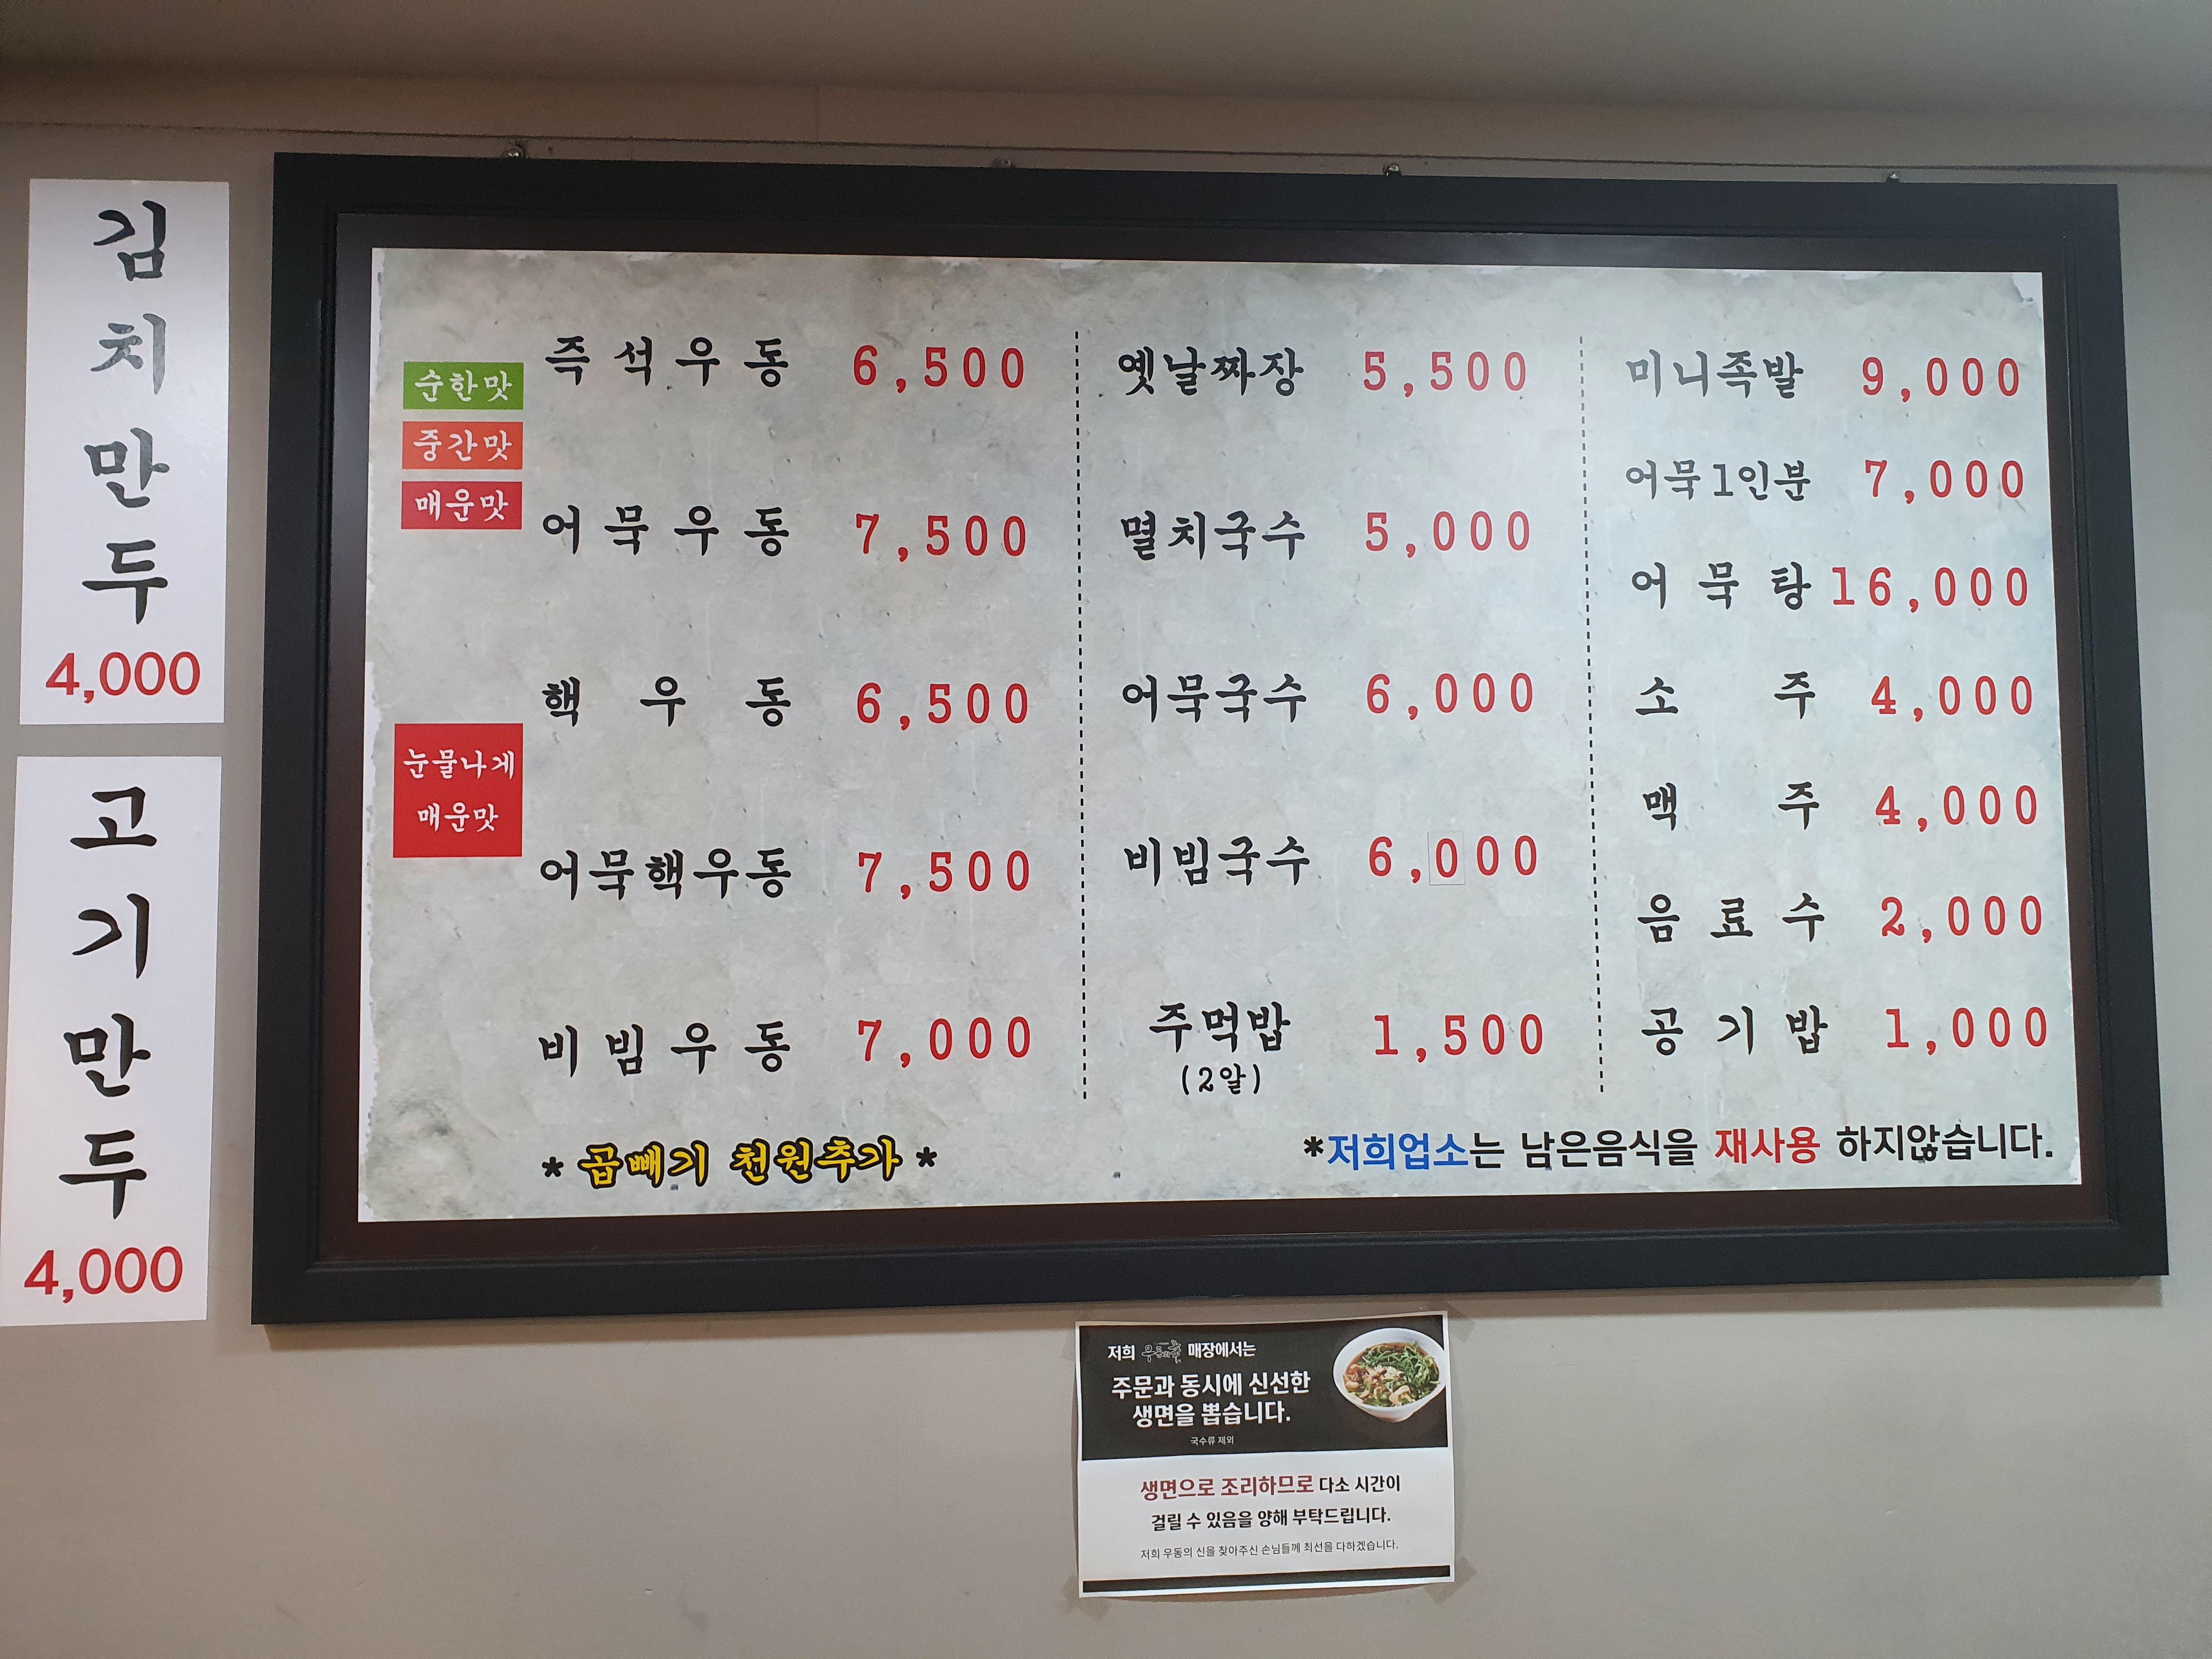 김치만두
4,000
고기만두
4,000
순한맛
중간맛
매운맛
즉석우동 6,500
어묵우동 7,500
눈물나게
매운맛
핵우동 6,500
어묵핵우동 7,500
비빔우동 7,000
* 곱빼기 천원추가 *
옛날짜장 5,500
멸치국수 5,000
어묵국수 6,000
비빔국수 6,000
주먹밥 1,500
(2알)
미니족발 9,000
어묵1인분 7,000
어묵탕 16,000
소주 4,000
맥주 4,000
음료수 2,000
공기밥 1,000
*저희업소는 남은음식을 재사용 하지않습니다.
저희 매장에서는
주문과 동시에 신선한
생면을 뽑습니다.
국수류 제외
생면으로 조리하므로 다소 시간이
걸릴 수 있음을 양해 부탁드립니다.
저희 우동의 신을 찾아주신 손님들께 최선을 다하겠습니다.